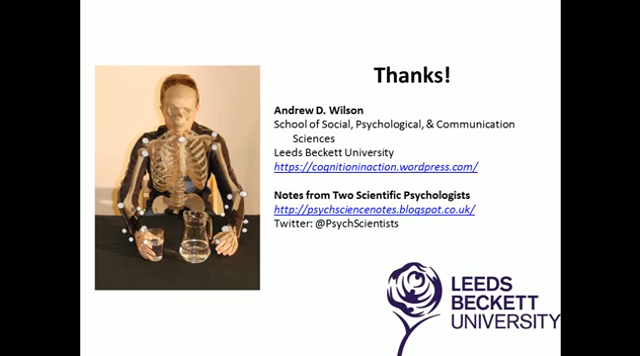 Thanks!
Andrew D. Wilson
School of Social, Psychological, & Communication
Sciences
Leeds Beckett University
https://cognitioninaction.wordpress.com/
Notes from Two Scientific Psychologists
http://psychsciencenotes.blogspot.co.uk/
Twitter: @PsychScientists
LEEDS
BECKETT
UNIVERSITY